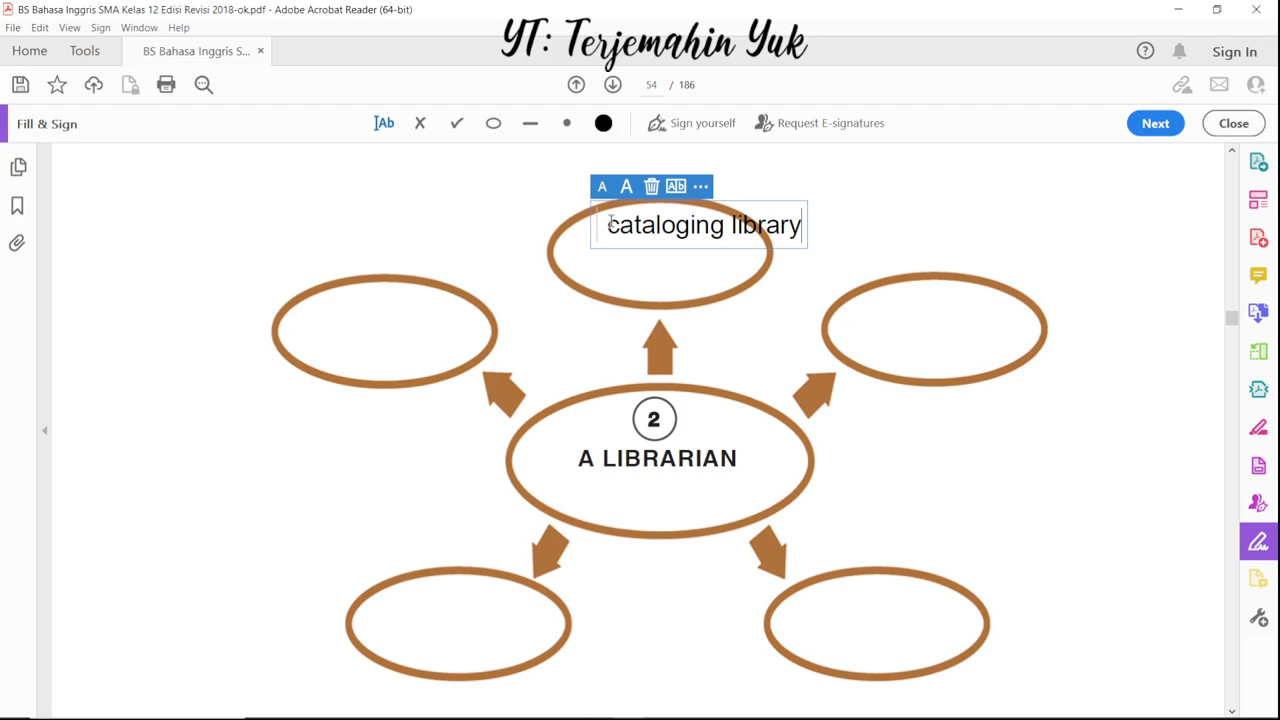 BS Bahasa Inggris SMA Kelas 12 Edisi Revisi 2018-ok.pdf - Adobe Acrobat Reader (64-bit)
File Edit View Sign Window Help
YT: Terjemahin Yuk
Home Tools BS Bahasa Inggris S... × Sign In
54 / 186
Fill & Sign Ab Sign yourself Request E-signatures Next Close
A A Ab ...
cataloging library
2
A LIBRARIAN